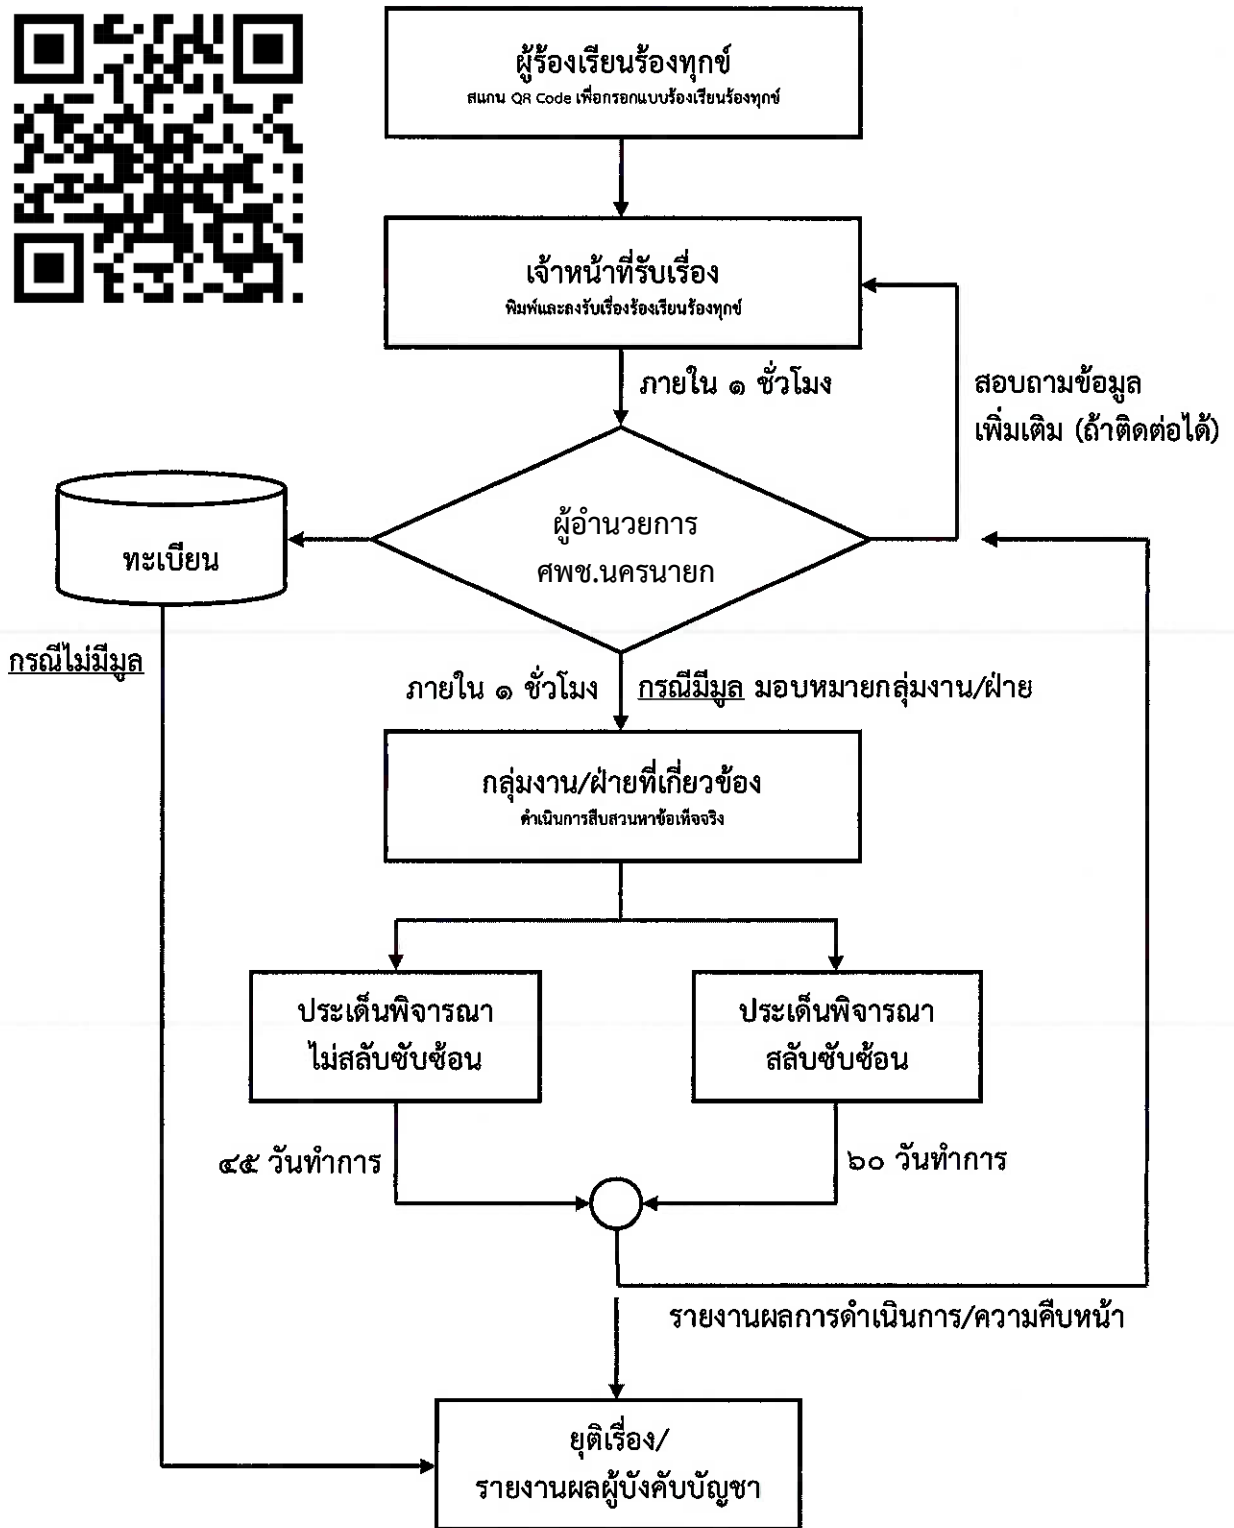 ผู้ร้องเรียนร้องทุกข์
สแกน QR Code เพื่อกรอกแบบร้องเรียนร้องทุกข์
เจ้าหน้าที่รับเรื่อง
พิมพ์และลงรับเรื่องร้องเรียนร้องทุกข์
ภายใน ๑ ชั่วโมง
สอบถามข้อมูล
เพิ่มเติม (ถ้าติดต่อได้)
ผู้อำนวยการ
ศพช.นครนายก
ทะเบียน
กรณีไม่มีมูล
ภายใน ๑ ชั่วโมง
กรณีมีมูล มอบหมายกลุ่มงาน/ฝ่าย
กลุ่มงาน/ฝ่ายที่เกี่ยวข้อง
ดำเนินการสืบสวนหาข้อเท็จจริง
ประเด็นพิจารณา
ไม่สลับซับซ้อน
ประเด็นพิจารณา
สลับซับซ้อน
๔๕ วันทำการ
๖๐ วันทำการ
รายงานผลการดำเนินการ/ความคืบหน้า
ยุติเรื่อง/
รายงานผลผู้บังคับบัญชา